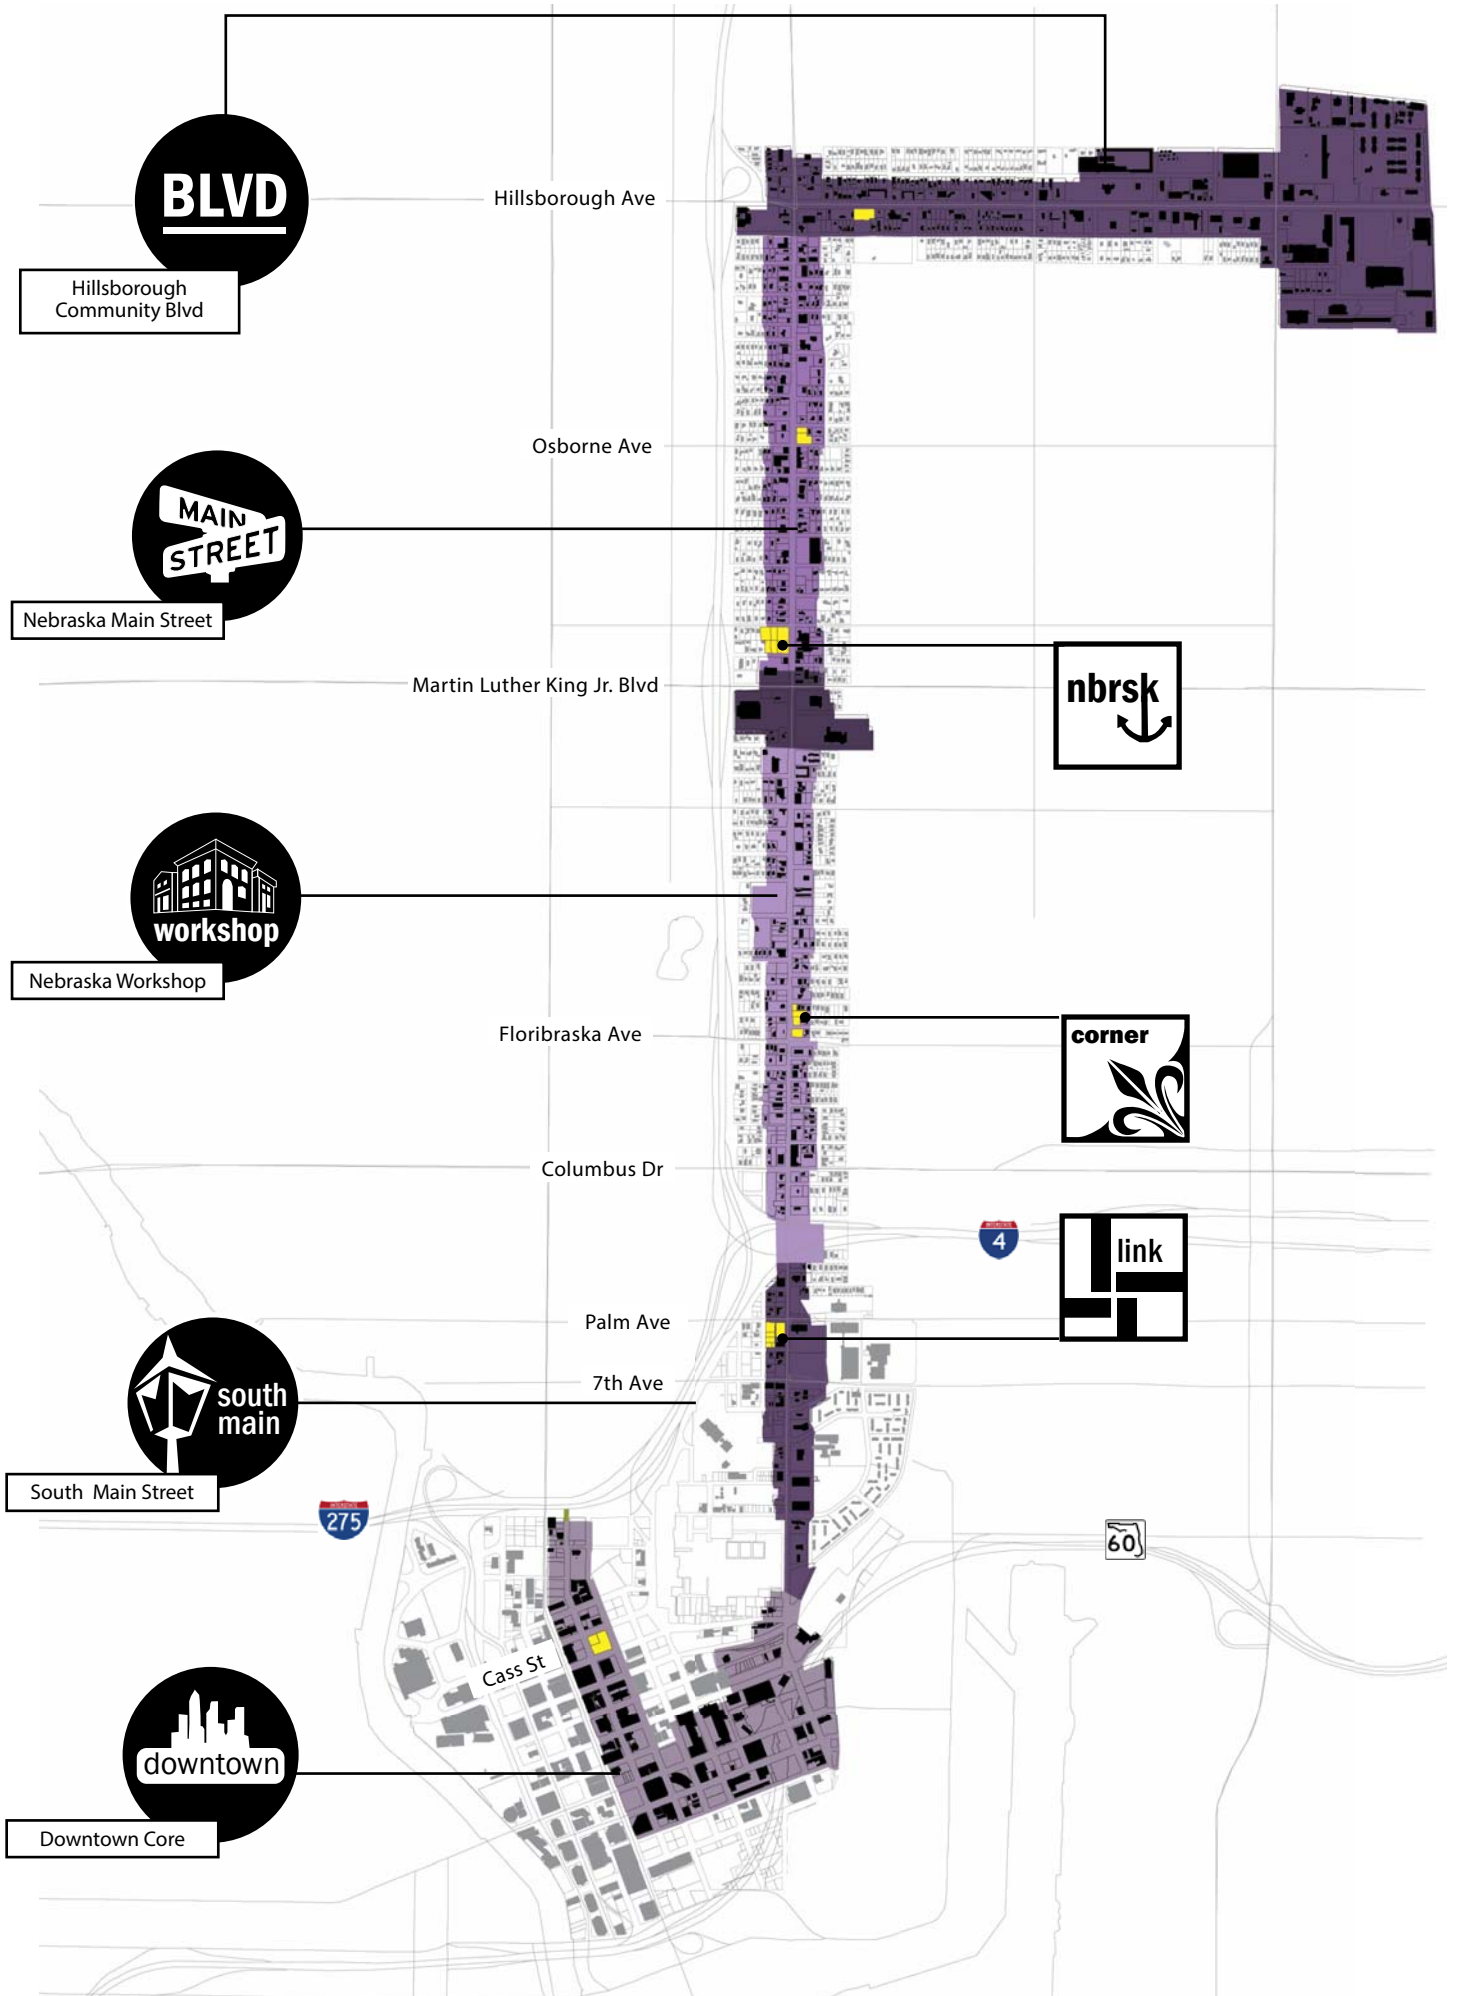 BLVD
Hillsborough
Community Blvd
Hillsborough Ave
Osborne Ave
MAIN
STREET
Nebraska Main Street
nbrsk
Martin Luther King Jr. Blvd
workshop
Nebraska Workshop
Floribraska Ave
corner
Columbus Dr
INTERSTATE
4
link
Palm Ave
7th Ave
south
main
South Main Street
INTERSTATE
275
60
Cass St
downtown
Downtown Core